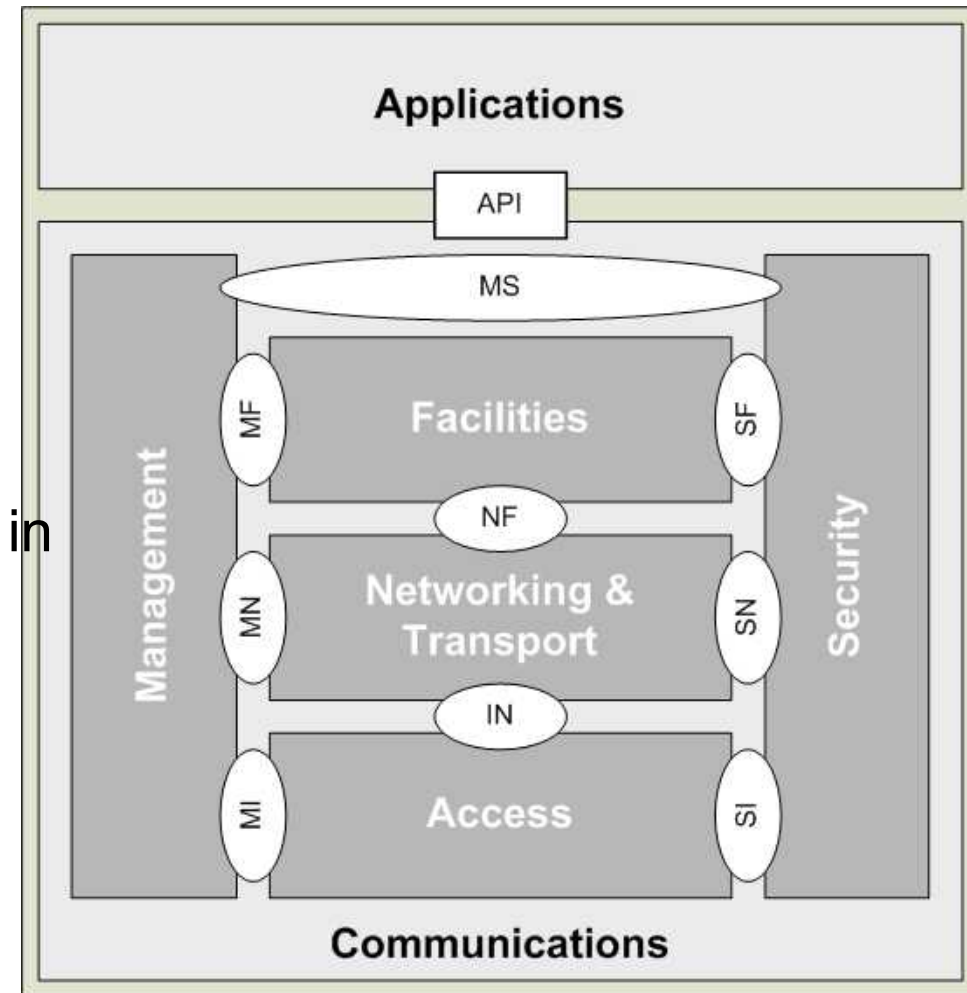 Applications
API
MS
MF
Facilities
SF
NF
in
Management
MN
Networking &
Transport
SN
Security
IN
MI
Access
SI
Communications